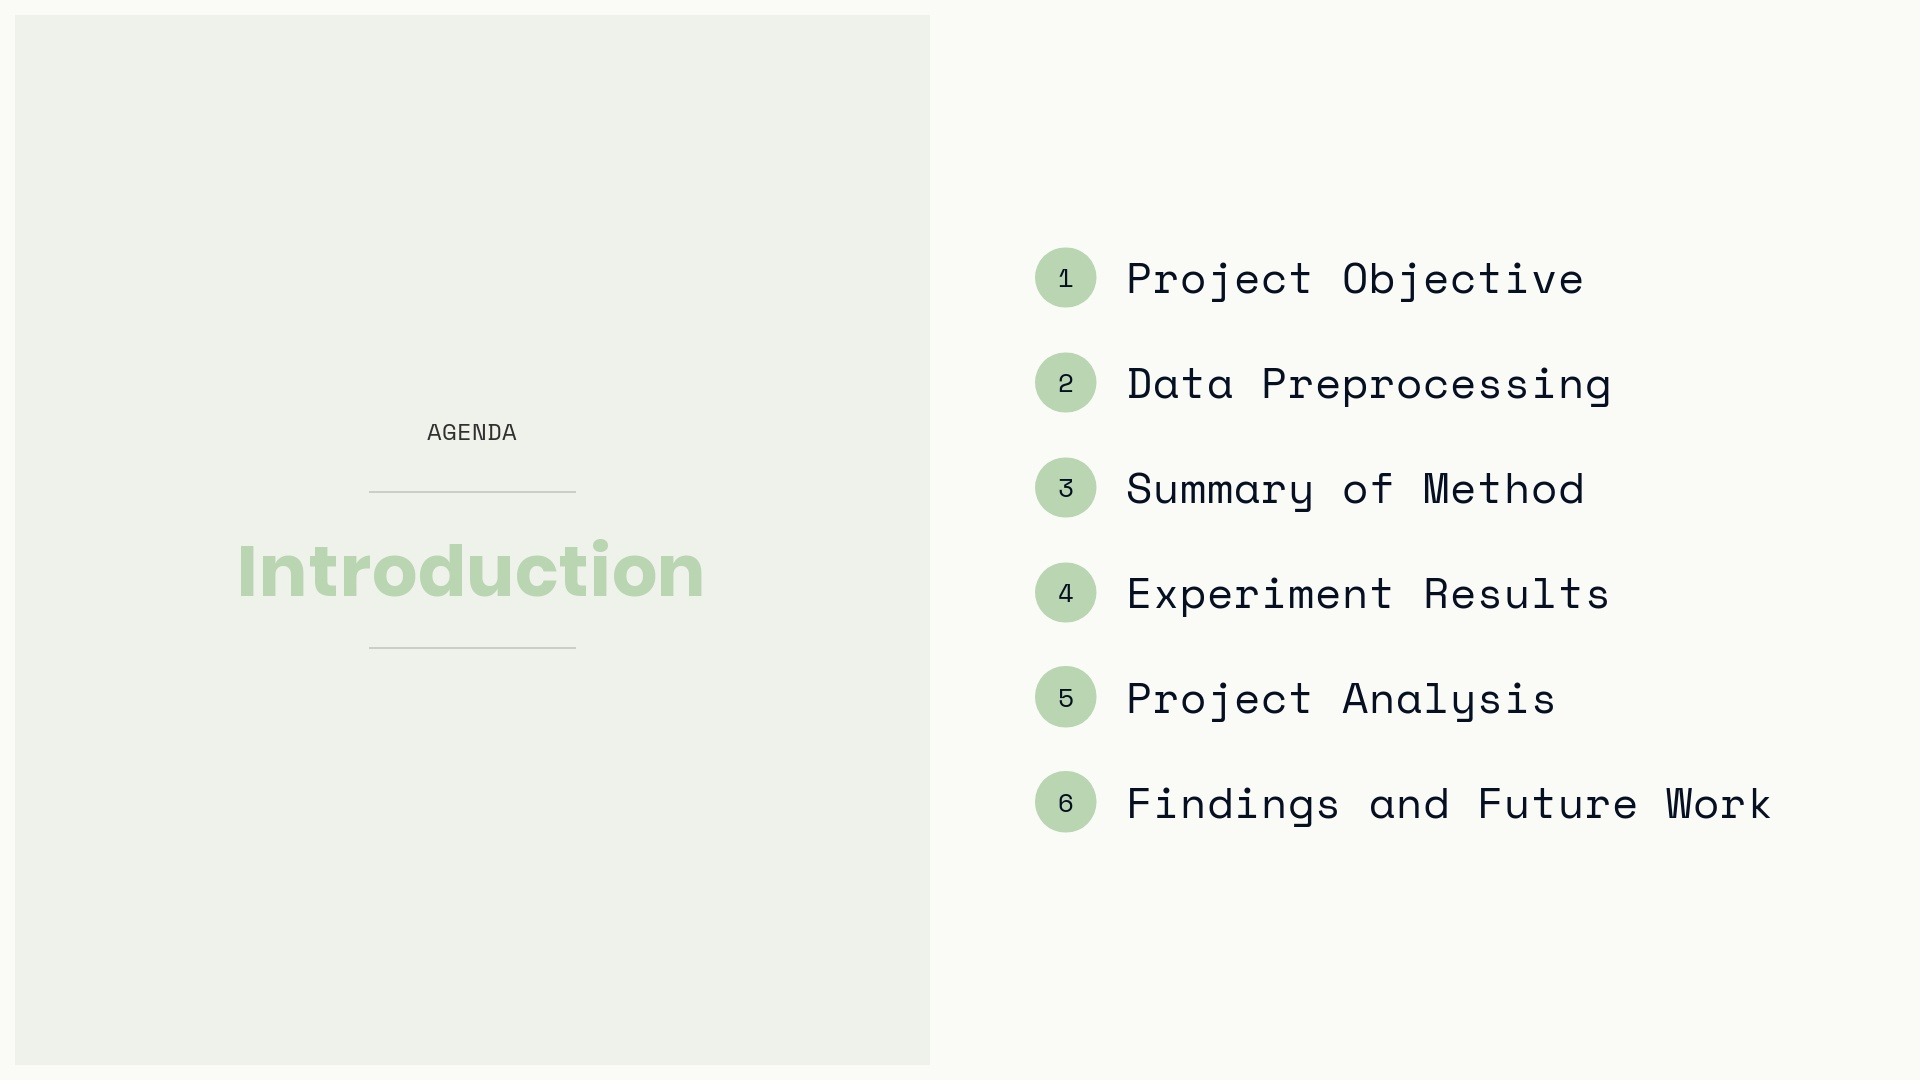 AGENDA
Introduction
1 Project Objective
2 Data Preprocessing
3 Summary of Method
4 Experiment Results
5 Project Analysis
6 Findings and Future Work